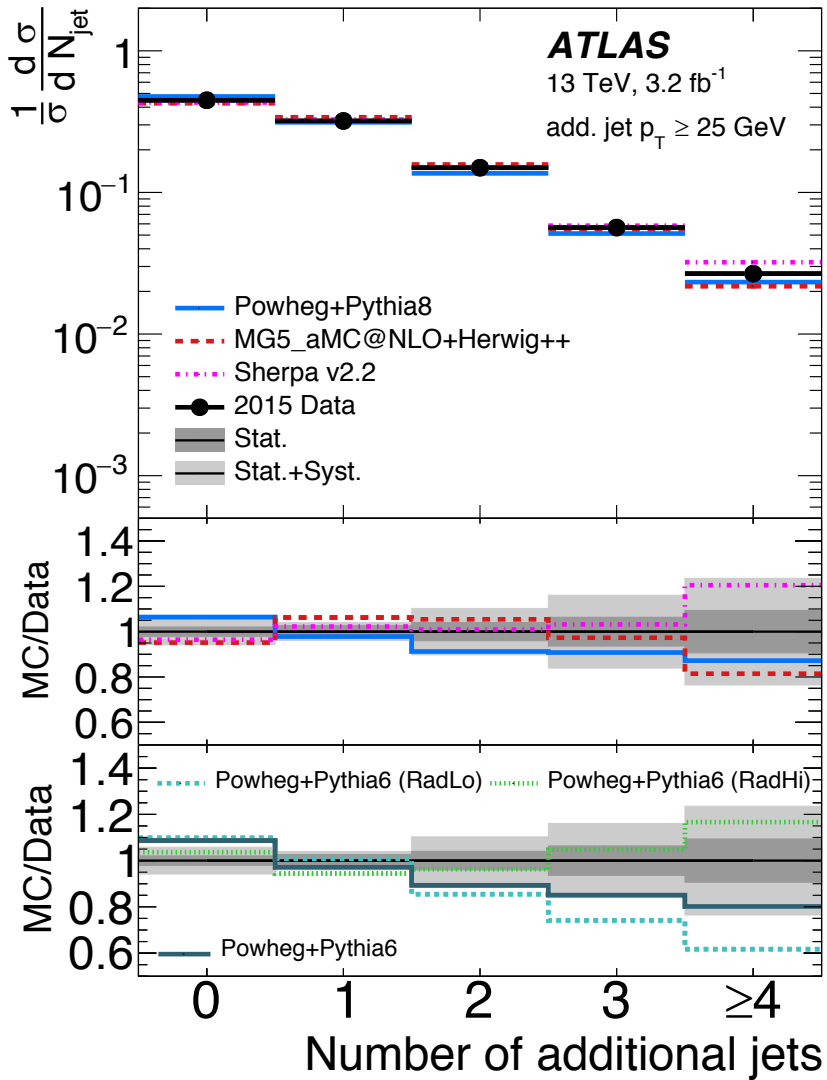 1/σ d σ/d N_jet
ATLAS
13 TeV, 3.2 fb⁻¹
add. jet p_T ≥ 25 GeV
1
10⁻¹
10⁻²
10⁻³
Powheg+Pythia8
MG5_aMC@NLO+Herwig++
Sherpa v2.2
2015 Data
Stat.
Stat.+Syst.
MC/Data
1.4
1.2
1
0.8
0.6
MC/Data
1.4
1.2
1
0.8
0.6
Powheg+Pythia6 (RadLo)
Powheg+Pythia6 (RadHi)
Powheg+Pythia6
0 1 2 3 ≥4
Number of additional jets